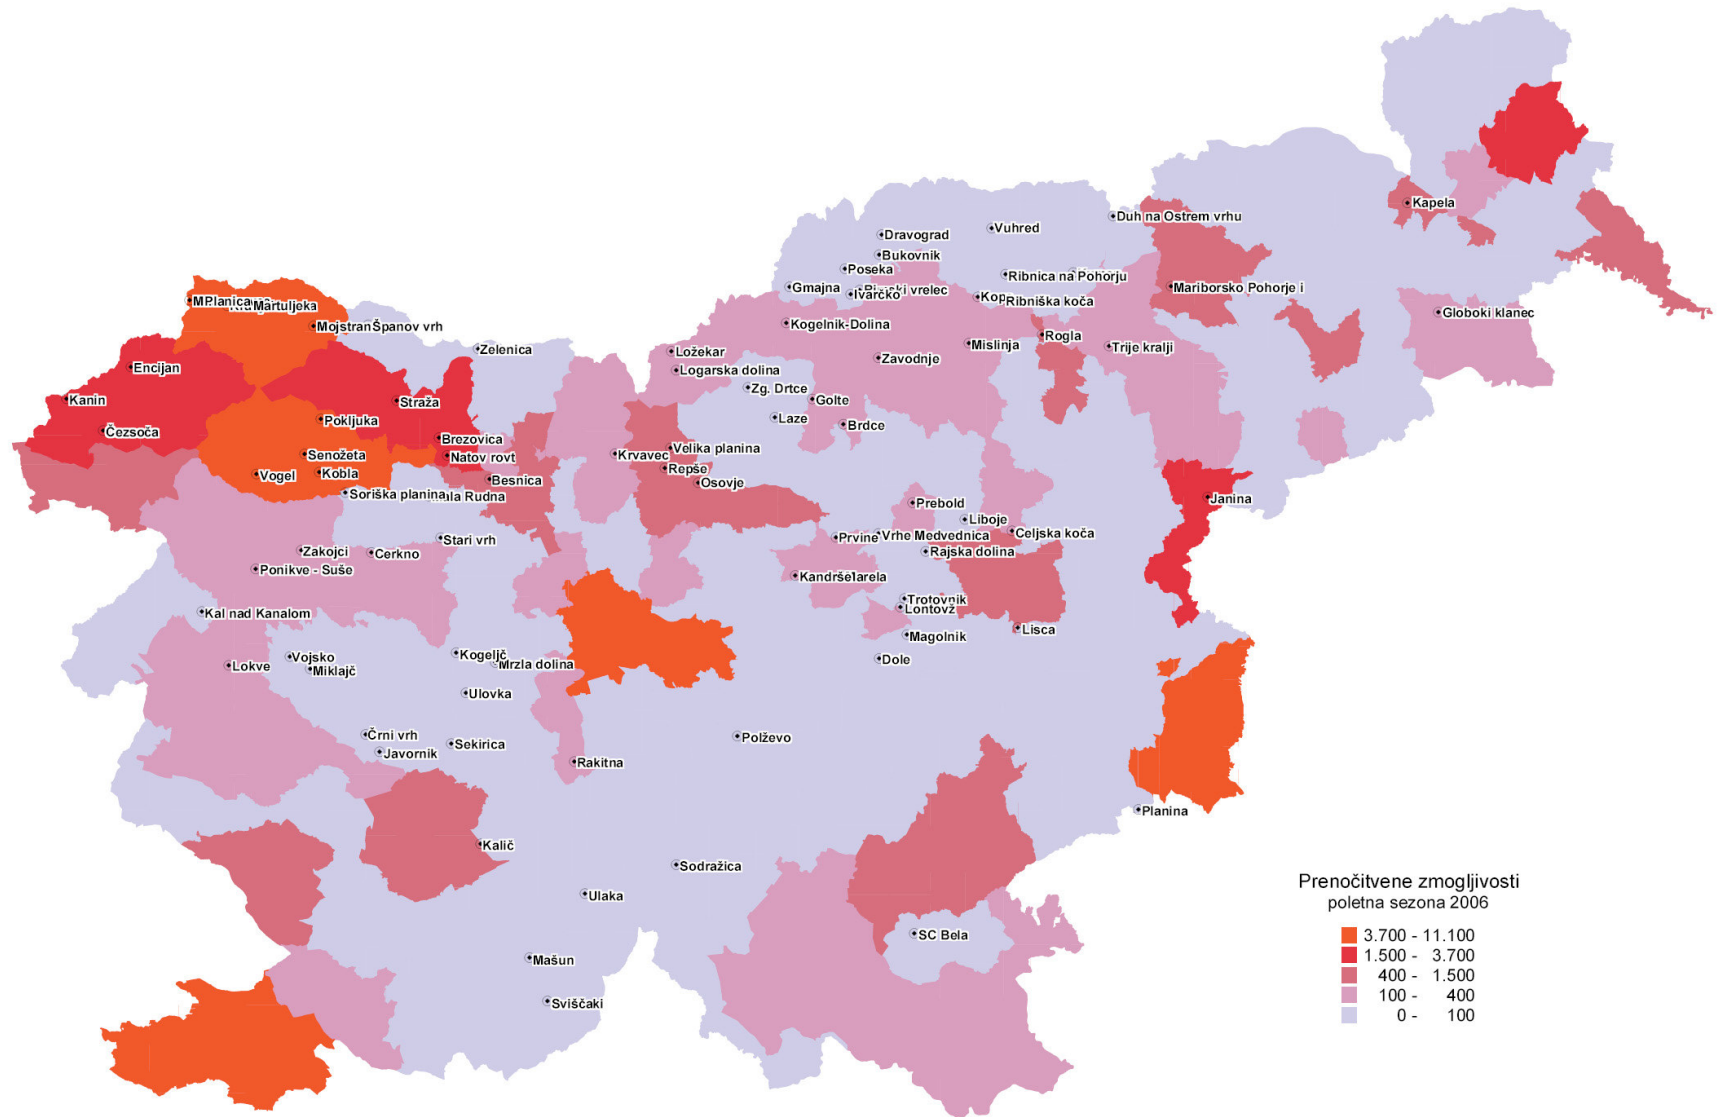 Kapela
Duh na Ostrem vrhu
Vuhred
Dravograd
Bukovnik
Poseka
Ribnica na Pohorju
Gmajna
vrelec
Ivarčko
Ribniška koča
Mariborsko Pohorje i
Globoki klanec
Planica
Martuljek
Kogelnik-Dolina
Španov vrh
Rogla
Mislinja
Trije kralji
Zelenica
Ložekar
Zavodnje
Encijan
Logarska dolina
Zg. Drtce
Kanin
Straža
Golte
Pokljuka
Laze
Brdce
Čezsoča
Brezovica
Velika planina
Senožeta
Natov rovt
Krvavec
Repše
Vogel
Kobla
Besnica
Osovje
Soriška planina
Rudna
Janina
Prebold
Liboje
Celjska koča
Stari vrh
Prvine
Vrhe Medvednica
Zakojci
Cerkno
Rajska dolina
Ponikve - Suše
Trotovnik
Lontovž
Kal nad Kanalom
Lisca
Magolnik
Vojsko
Kogeljč
Mrzla dolina
Dole
Lokve
Miklajč
Ulovka
Črni vrh
Sekirica
Polževo
Javornik
Rakitna
Planina
Kalič
Sodražica
Ulaka
SC Bela
Mašun
Sviščaki
Prenočitvene zmogljivosti
poletna sezona 2006
3.700 - 11.100
1.500 - 3.700
400 - 1.500
100 - 400
0 - 100